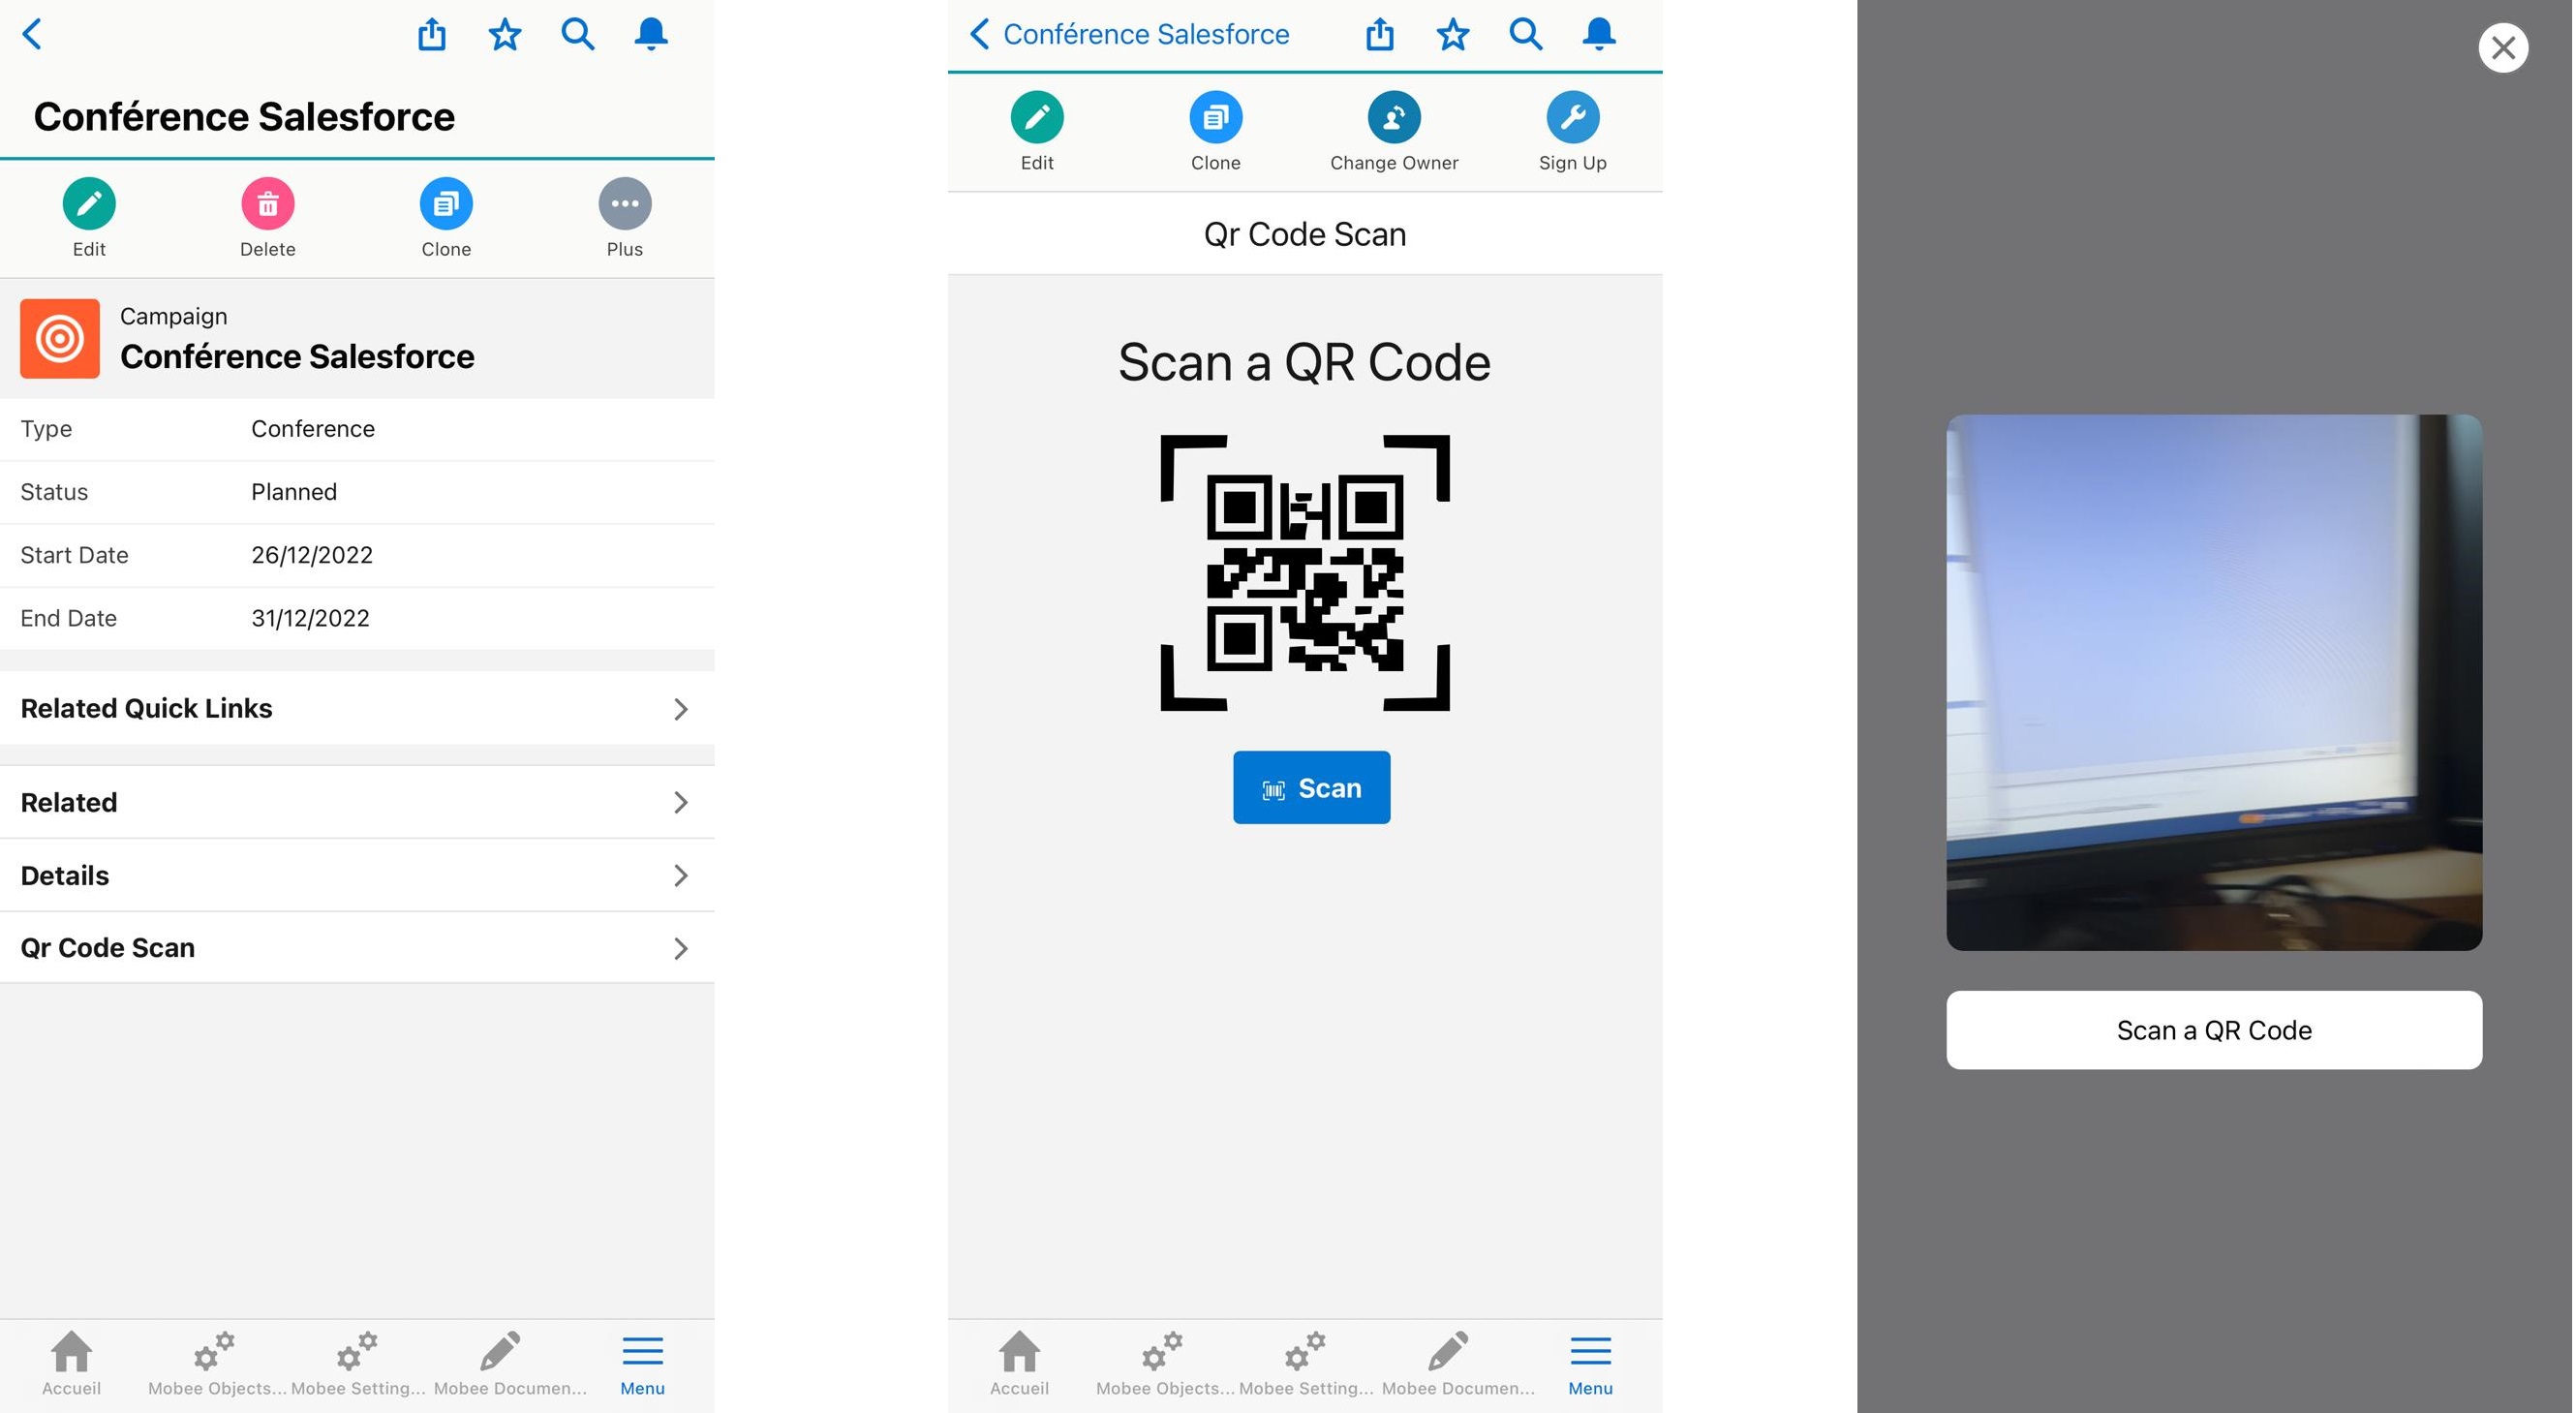 Conférence Salesforce
Edit
Delete
Clone
Plus
Campaign
Conférence Salesforce
Type Conference
Status Planned
Start Date 26/12/2022
End Date 31/12/2022
Related Quick Links
Related
Details
Qr Code Scan
Accueil
Mobee Objects...
Mobee Setting...
Mobee Documen...
Menu
Conférence Salesforce
Edit
Clone
Change Owner
Sign Up
Qr Code Scan
Scan a QR Code
Scan
Accueil
Mobee Objects...
Mobee Setting...
Mobee Documen...
Menu
Scan a QR Code